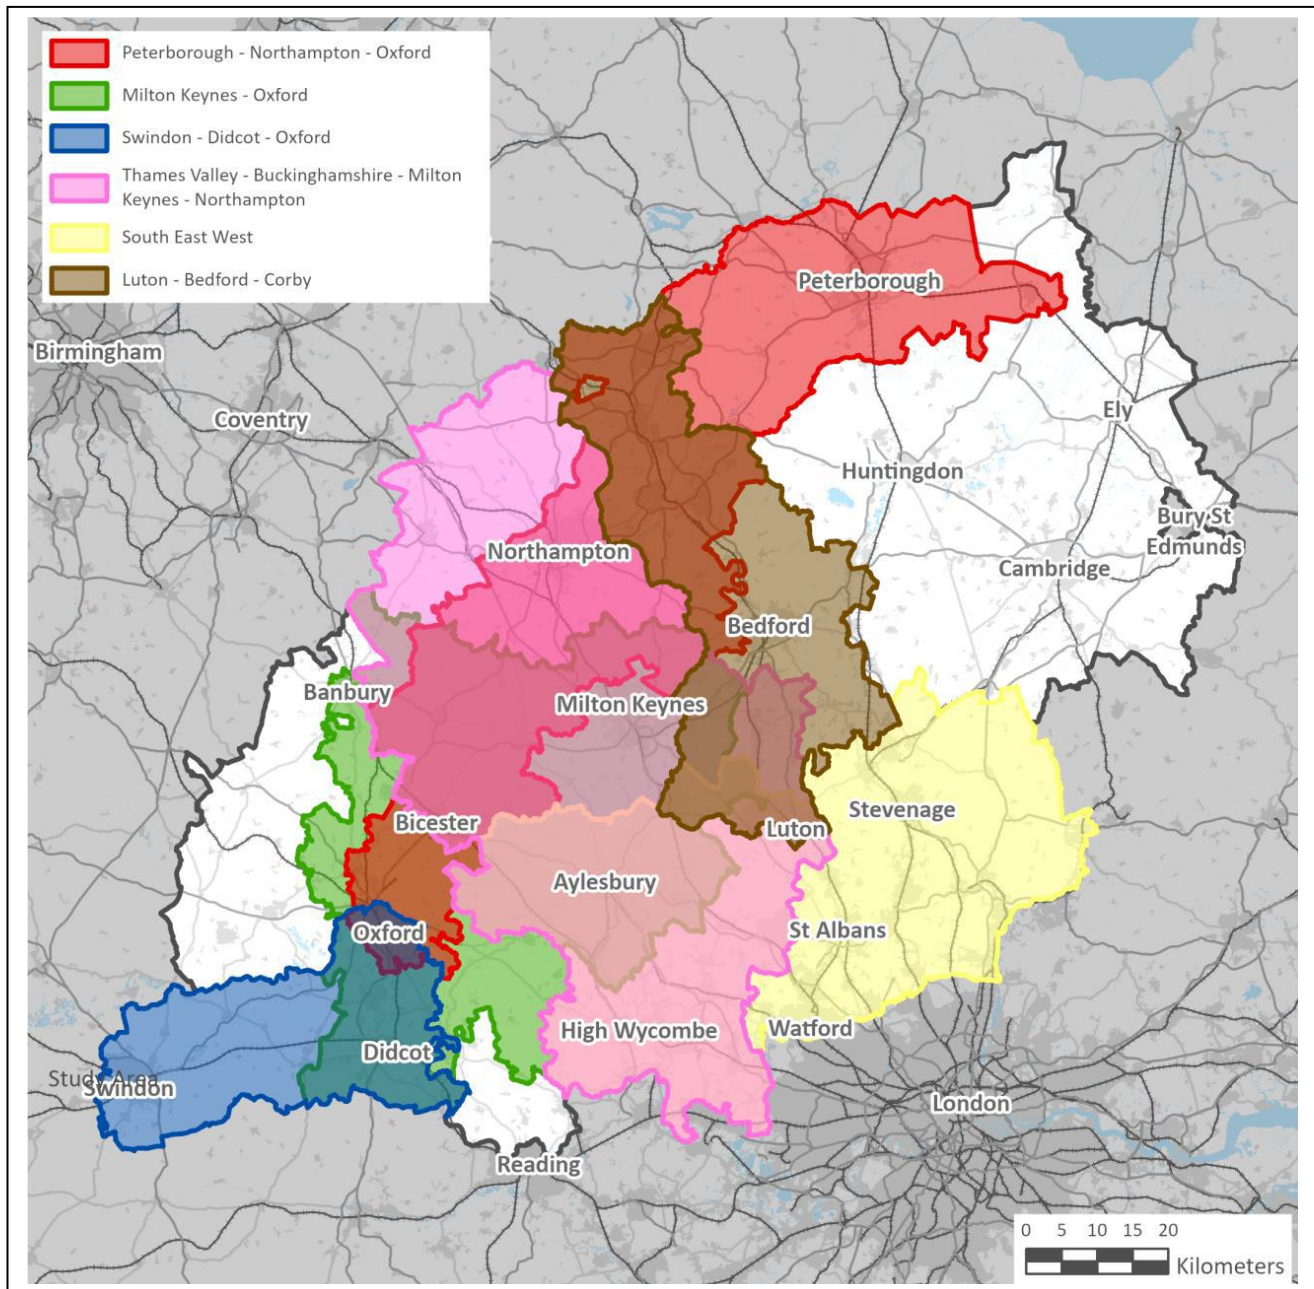 Peterborough - Northampton - Oxford
Milton Keynes - Oxford
Swindon - Didcot - Oxford
Thames Valley - Buckinghamshire - Milton
Keynes - Northampton
South East West
Luton - Bedford - Corby
Peterborough
Birmingham
Coventry
Ely
Huntingdon
Bury St
Edmunds
Northampton
Cambridge
Bedford
Banbury
Milton Keynes
Bicester
Stevenage
Luton
Aylesbury
Oxford
St Albans
High Wycombe
Watford
Didcot
Study Area
Swindon
London
Reading
0 5 10 15 20
Kilometers